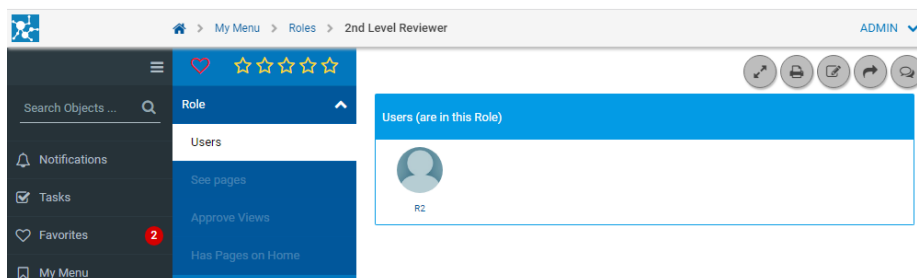 My Menu > Roles > 2nd Level Reviewer
ADMIN
Search Objects ...
Role
Users (are in this Role)
Users
Notifications
See pages
Tasks
R2
Approve Views
Favorites 2
Has Pages on Home
My Menu